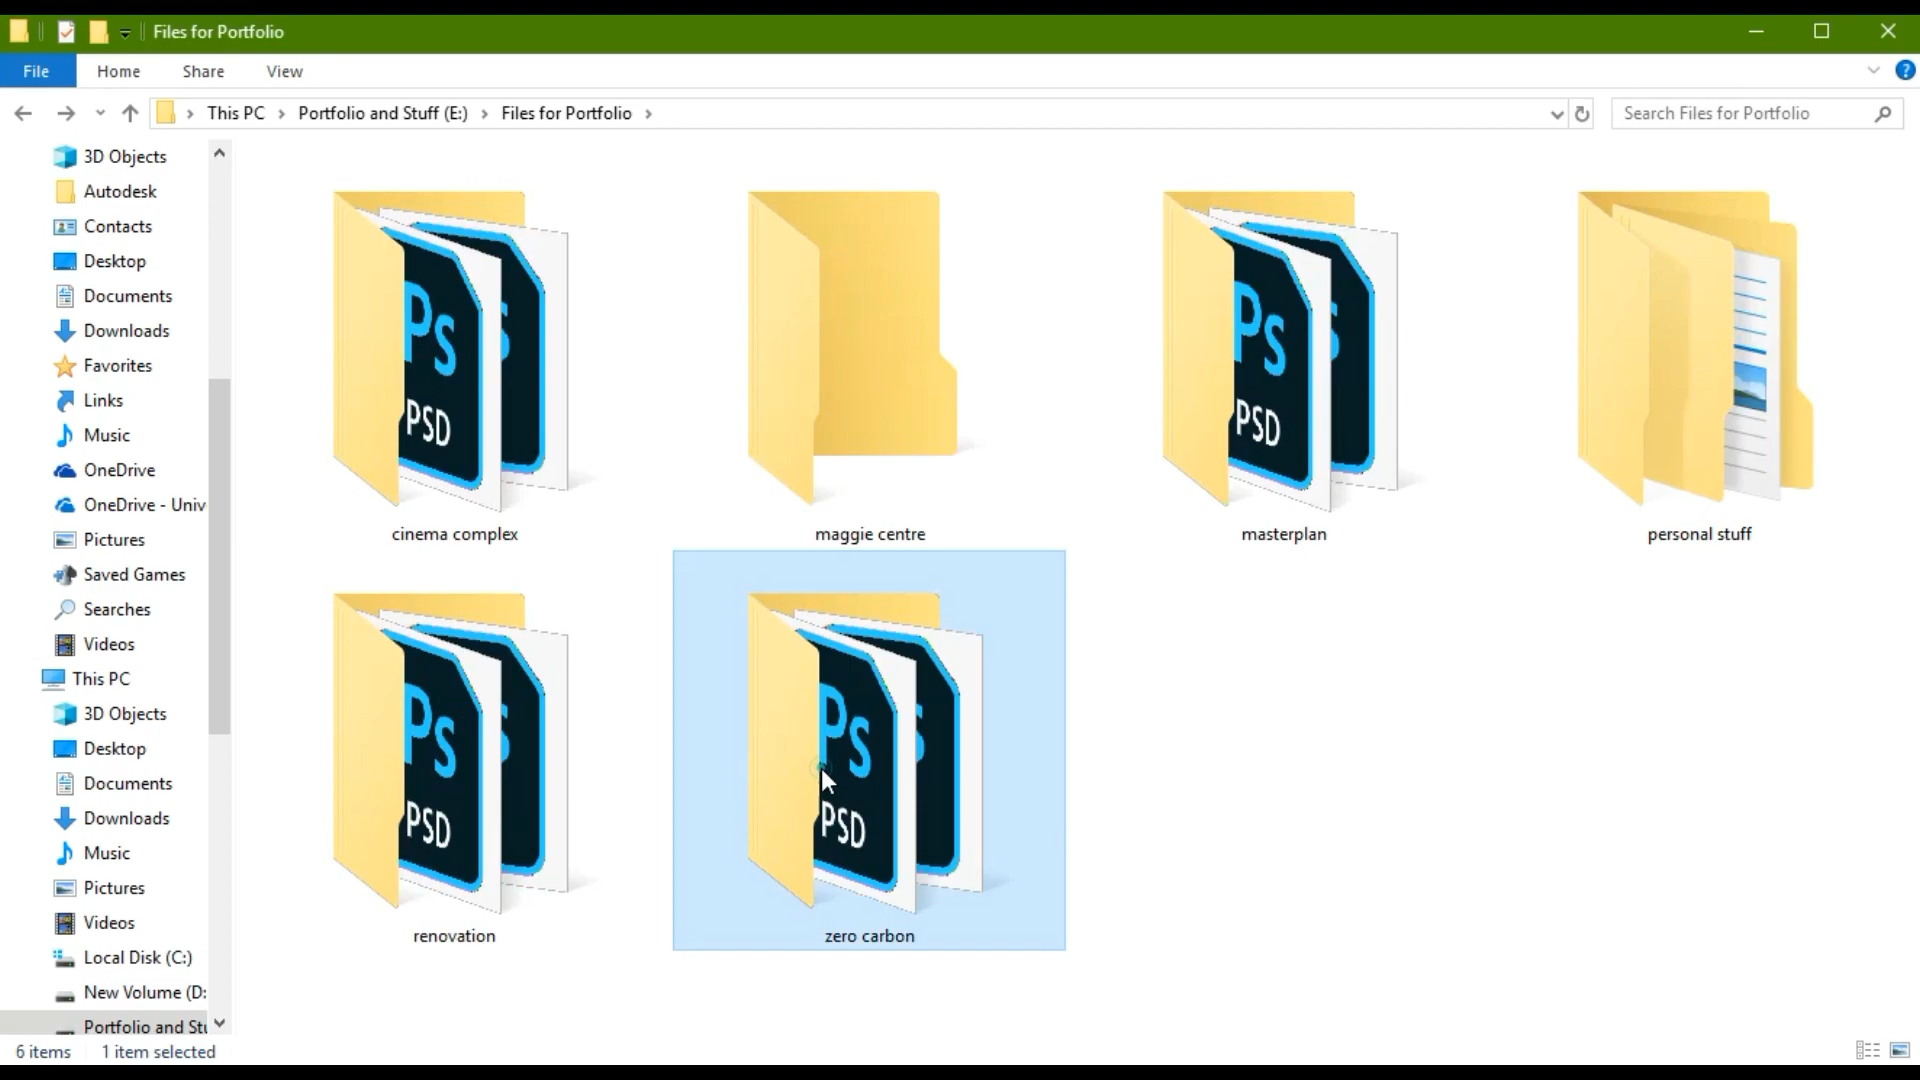 Files for Portfolio
File Home Share View
This PC Portfolio and Stuff (E:) Files for Portfolio
Search Files for Portfolio
3D Objects
Autodesk
Contacts
Desktop
Documents
Downloads
Favorites
Links
Music
OneDrive
OneDrive - Univ
Pictures
Saved Games
Searches
Videos
This PC
3D Objects
Desktop
Documents
Downloads
Music
Pictures
Videos
Local Disk (C:)
New Volume (D:
Portfolio and Stu
Ps
PSD
cinema complex
maggie centre
Ps
PSD
masterplan
personal stuff
Ps
PSD
renovation
Ps
PSD
zero carbon
6 items 1 item selected